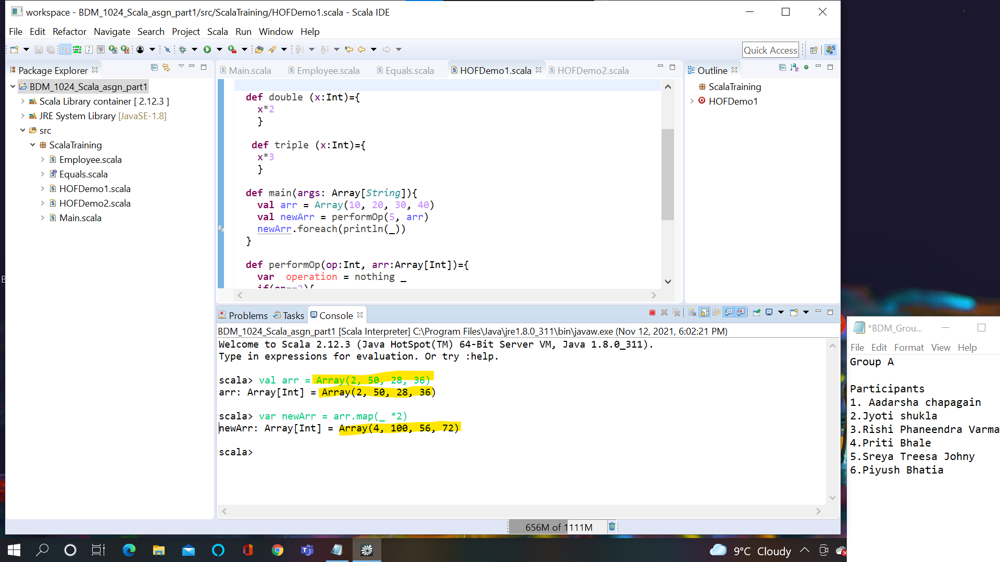 workspace - BDM_1024_Scala_asgn_part1/src/ScalaTraining/HOFDemo1.scala - Scala IDE
File Edit Refactor Navigate Search Project Scala Run Window Help
Quick Access
Package Explorer
BDM_1024_Scala_asgn_part1
Scala Library container [ 2.12.3 ]
JRE System Library [JavaSE-1.8]
src
ScalaTraining
Employee.scala
Equals.scala
HOFDemo1.scala
HOFDemo2.scala
Main.scala
Main.scala Employee.scala Equals.scala HOFDemo1.scala HOFDemo2.scala
def double (x:Int)={
x*2
}
def triple (x:Int)={
x*3
}
def main(args: Array[String]){
val arr = Array(10, 20, 30, 40)
val newArr = performOp(5, arr)
newArr.foreach(println(_))
}
def performOp(op:Int, arr:Array[Int])={
var  operation = nothing _
if(op==2){
Outline
ScalaTraining
HOFDemo1
Problems Tasks Console
BDM_1024_Scala_asgn_part1 [Scala Interpreter] C:\Program Files\Java\jre1.8.0_311\bin\javaw.exe (Nov 12, 2021, 6:02:21 PM)
Welcome to Scala 2.12.3 (Java HotSpot(TM) 64-Bit Server VM, Java 1.8.0_311).
Type in expressions for evaluation. Or try :help.
scala> val arr = Array(2, 50, 28, 36)
arr: Array[Int] = Array(2, 50, 28, 36)
scala> var newArr = arr.map(_ *2)
newArr: Array[Int] = Array(4, 100, 56, 72)
scala>
656M of 1111M
*BDM_Grou...
File Edit Format View Help
Group A
Participants
1. Aadarsha chapagain
2.Jyoti shukla
3.Rishi Phaneendra Varma
4.Priti Bhale
5.Sreya Treesa Johny
6.Piyush Bhatia
9°C Cloudy